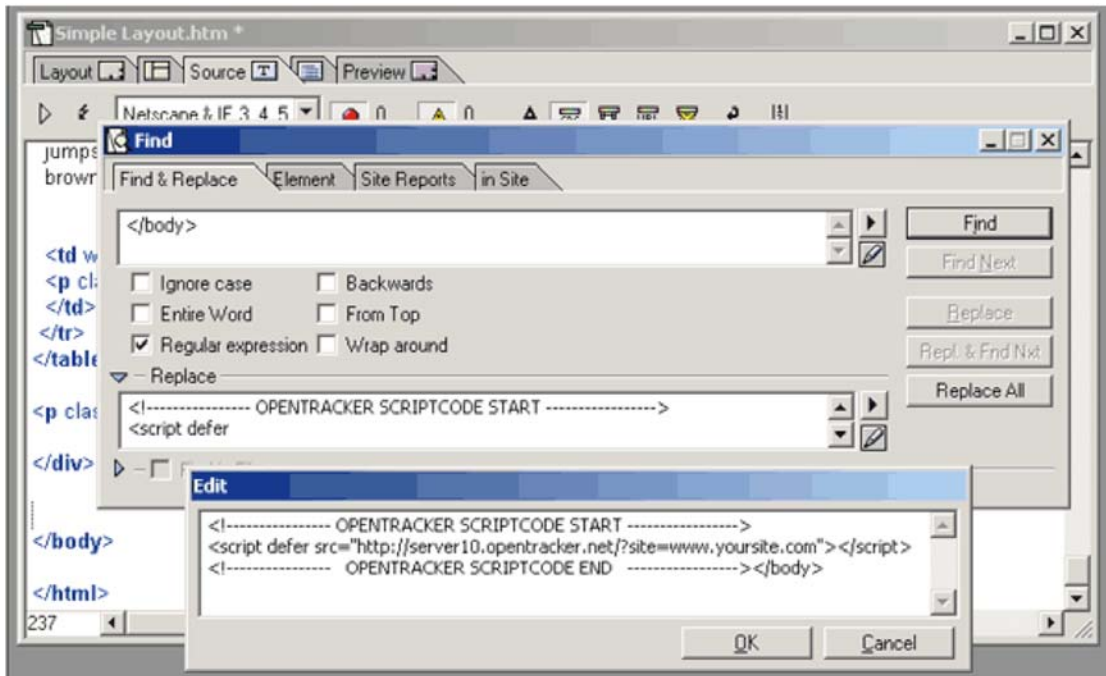 Simple Layout.htm *
Layout Source T Preview
Netscape & IE 3, 4, 5 0 0
Find
jumps
brown
Find & Replace Element Site Reports in Site
</body>
Find
Find Next
<td w
<p cl
</td>
</tr>
</table
Ignore case Backwards
Entire Word From Top
Regular expression Wrap around
Replace
Repl. & Fnd Nxt
Replace All
Replace
<p clas
<!----------------- OPENTRACKER SCRIPTCODE START ------------------>
<script defer
</div>
Edit
<!----------------- OPENTRACKER SCRIPTCODE START ------------------>
<script defer src="http://server10.opentracker.net/?site=www.yoursite.com"></script>
<!----------------- OPENTRACKER SCRIPTCODE END ------------------></body>
</body>
</html>
237
OK Cancel